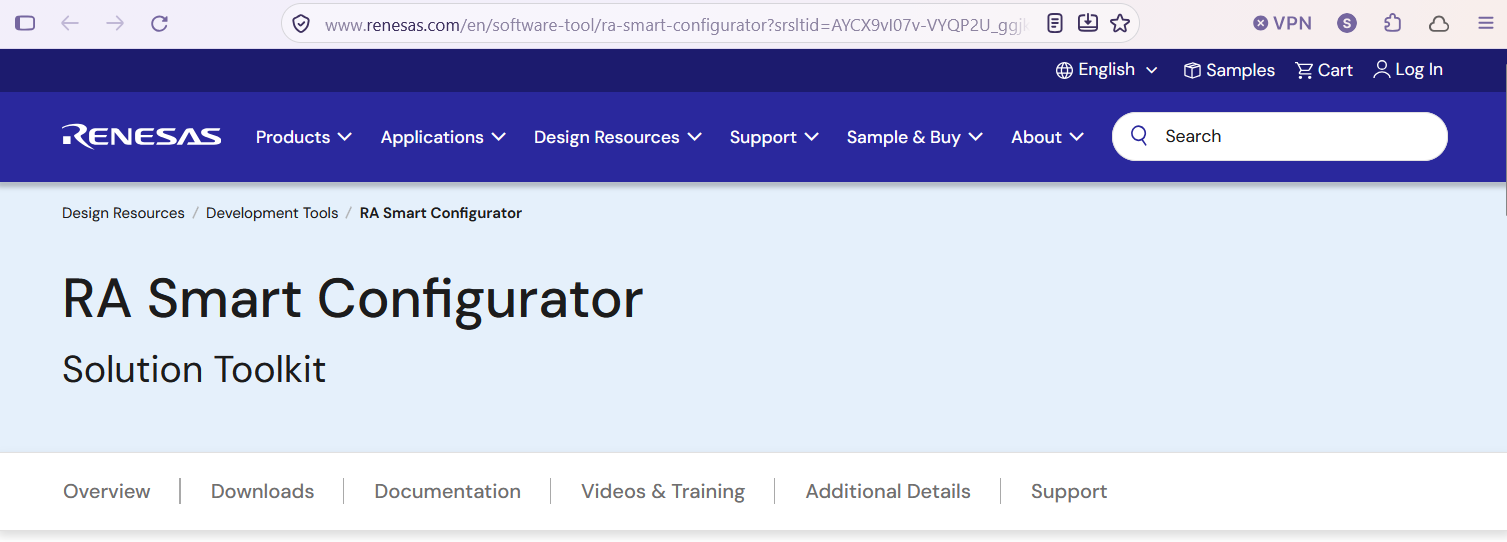 www.renesas.com/en/software-tool/ra-smart-configurator?srsltid=AYCX9vI07v-VYQP2U_ggjk
VPN
S
English Samples Cart Log In
RENESAS Products Applications Design Resources Support Sample & Buy About Search
Design Resources / Development Tools / RA Smart Configurator
RA Smart Configurator
Solution Toolkit
Overview Downloads Documentation Videos & Training Additional Details Support